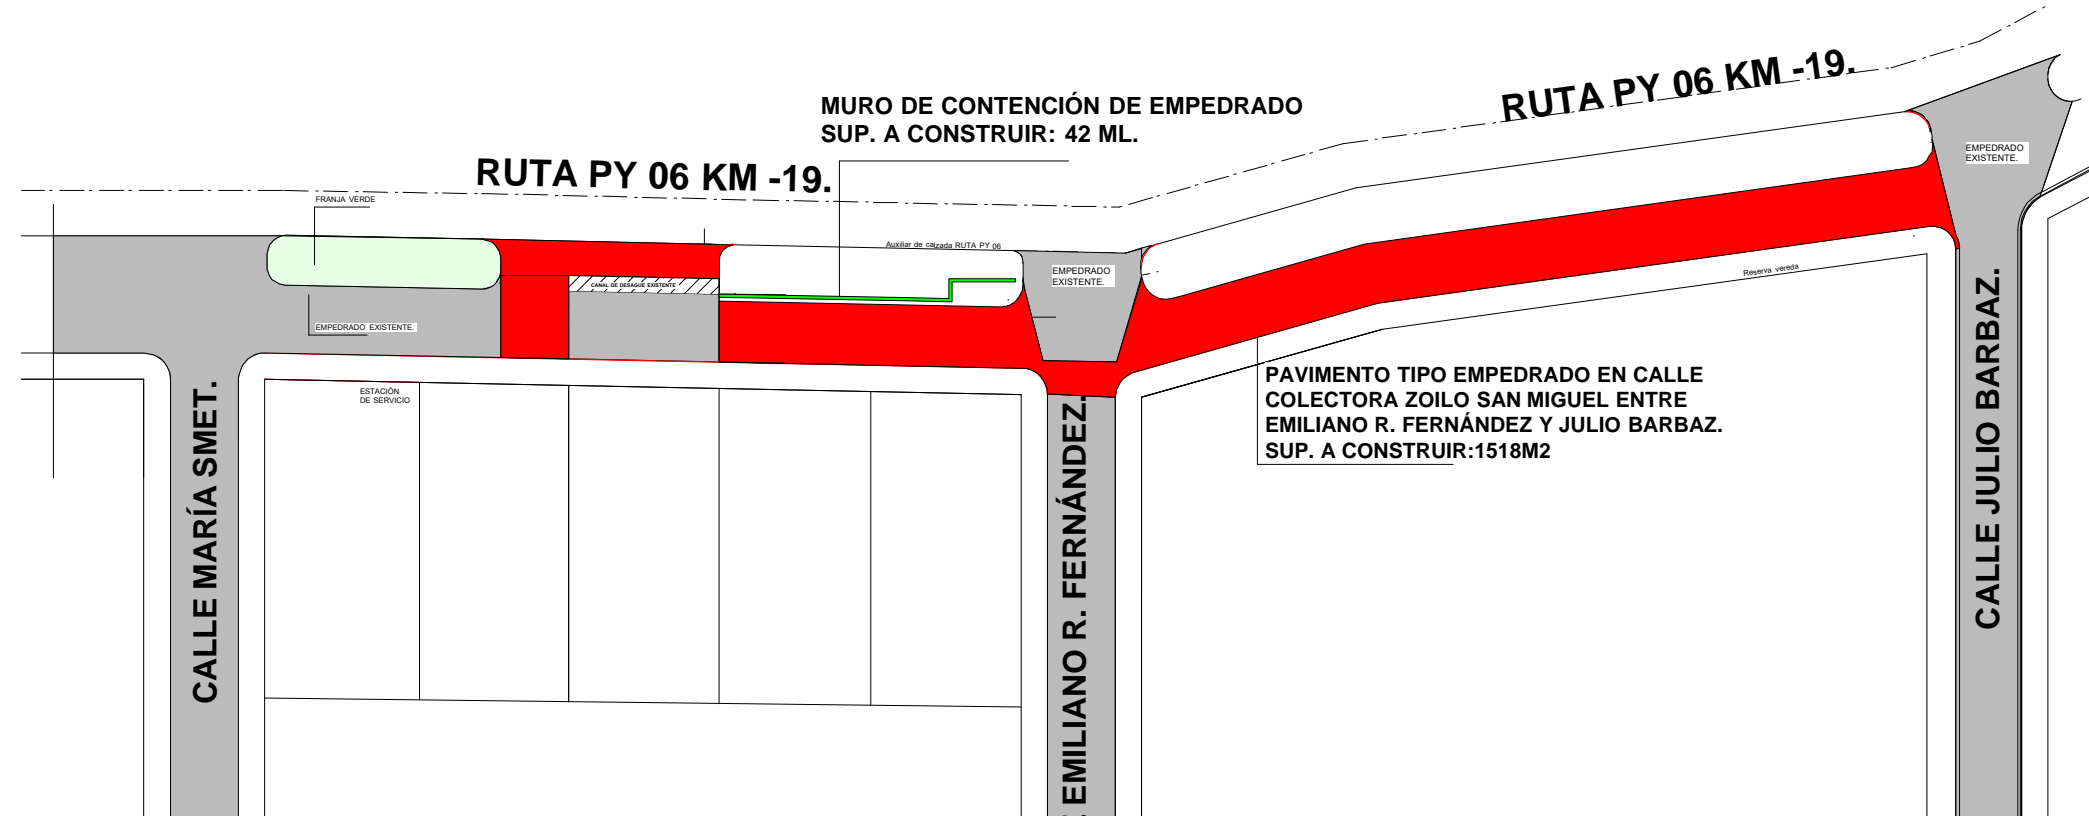 RUTA PY 06 KM -19.
MURO DE CONTENCIÓN DE EMPEDRADO
SUP. A CONSTRUIR: 42 ML.
RUTA PY 06 KM -19.
EMPEDRADO
EXISTENTE.
FRANJA VERDE
Auxiliar de calzada RUTA PY 06
EMPEDRADO
EXISTENTE.
Reserva vereda
CANAL DE DESAGUE EXISTENTE
EMPEDRADO EXISTENTE.
ESTACIÓN
DE SERVICIO
PAVIMENTO TIPO EMPEDRADO EN CALLE
COLECTORA ZOILO SAN MIGUEL ENTRE
EMILIANO R. FERNÁNDEZ Y JULIO BARBAZ.
SUP. A CONSTRUIR:1518M2
CALLE MARÍA SMET.
EMILIANO R. FERNÁNDEZ.
CALLE JULIO BARBAZ.